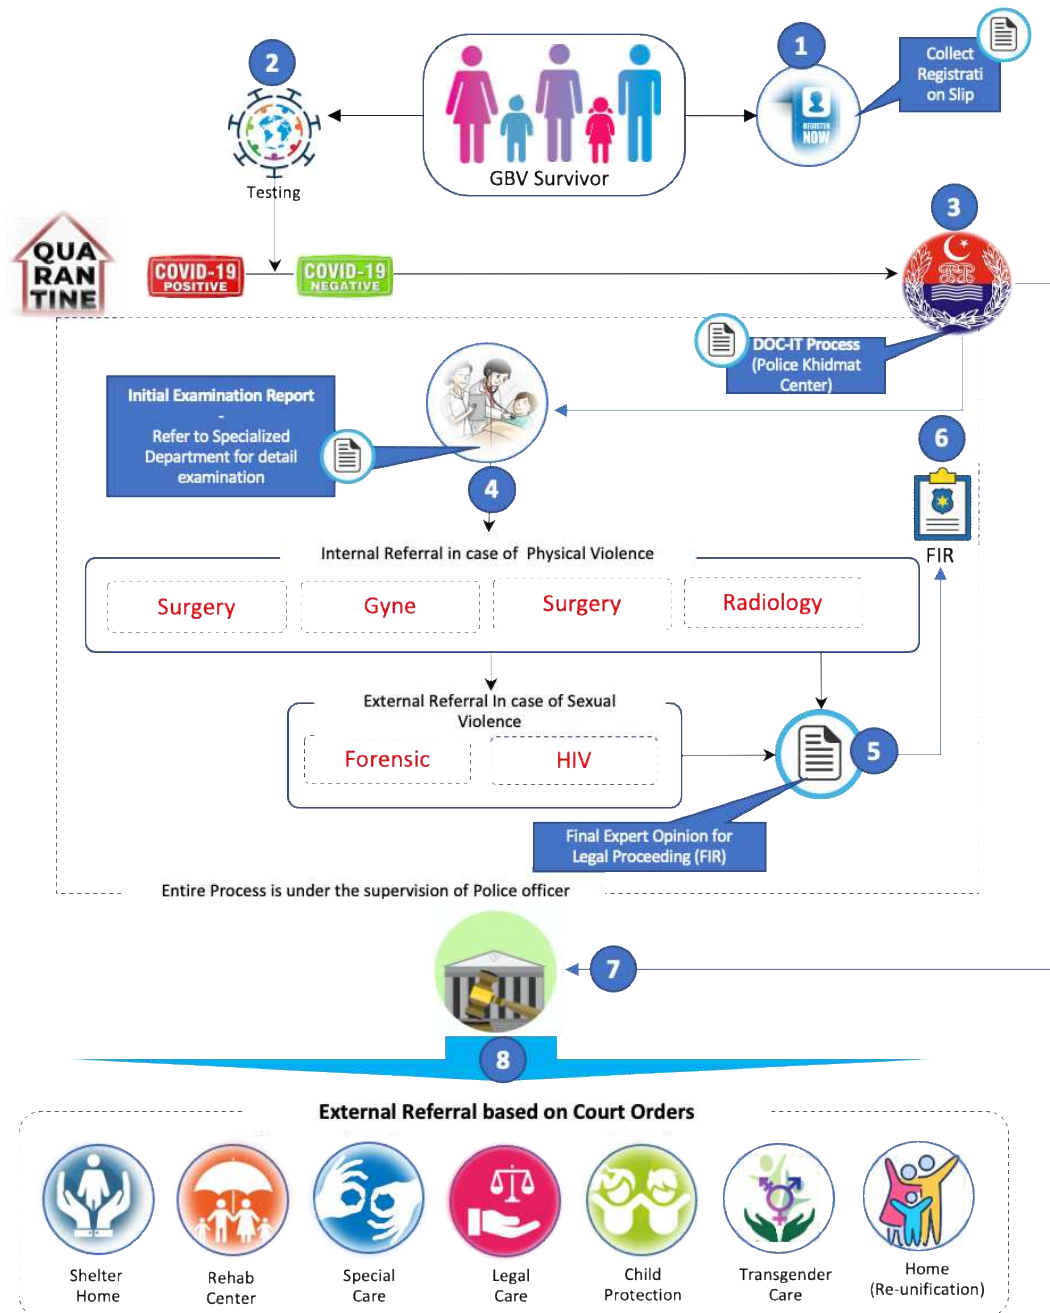 1
Collect
Registrati
on Slip
2
REGISTER
NOW
Testing
GBV Survivor
3
QUA
RAN
TINE
COVID-19
POSITIVE
COVID-19
NEGATIVE
DOC-IT Process
(Police Khidmat
Center)
Initial Examination Report
-
Refer to Specialized
Department for detail
examination
6
4
FIR
Internal Referral in case of Physical Violence
Surgery
Gyne
Surgery
Radiology
External Referral In case of Sexual
Violence
Forensic
HIV
5
Final Expert Opinion for
Legal Proceeding (FIR)
Entire Process is under the supervision of Police officer
7
8
External Referral based on Court Orders
Shelter
Home
Rehab
Center
Special
Care
Legal
Care
Child
Protection
Transgender
Care
Home
(Re-unification)